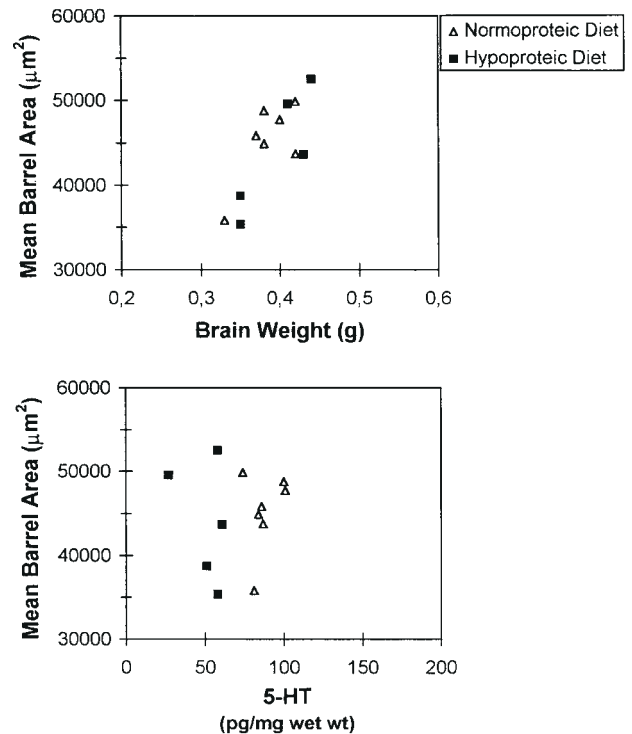 60000
50000
40000
30000
Mean Barrel Area (μm²)
0,2 0,3 0,4 0,5 0,6
Brain Weight (g)
Normoproteic Diet
Hypoproteic Diet
60000
50000
40000
30000
Mean Barrel Area (μm²)
0 50 100 150 200
5-HT
(pg/mg wet wt)